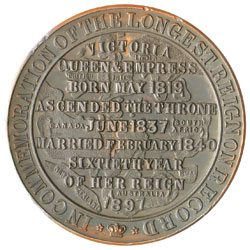 IN COMMEMORATION OF THE LONGEST REIGN ON RECORD
VICTORIA
QUEEN & EMPRESS
BORN MAY 1819
ASCENDED THE THRONE
CANADA
JUNE 1837
SOUTH AFRICA
MARRIED FEBRUARY 1840
SIXTIETH YEAR
OF HER REIGN
AUSTRALIA
1897